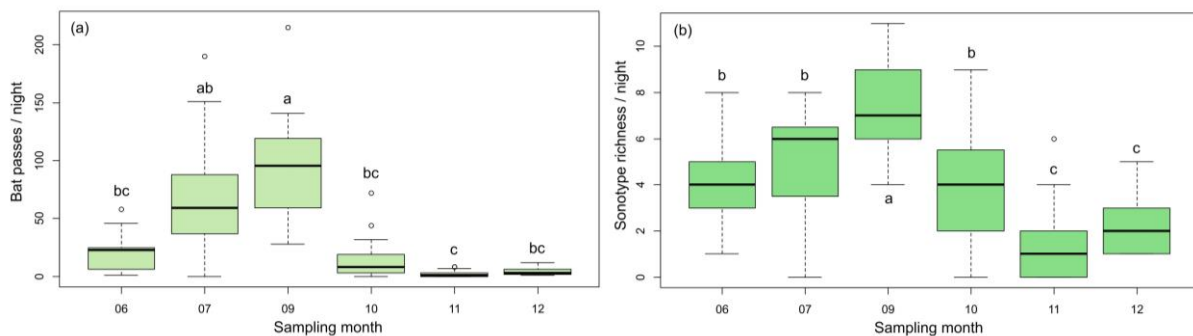 (a)
Bat passes / night
200
150
100
50
0
bc
ab
a
bc
c
bc
06 07 09 10 11 12
Sampling month
(b)
Sonotype richness / night
10
8
6
4
2
0
b
b
a
b
c
c
06 07 09 10 11 12
Sampling month